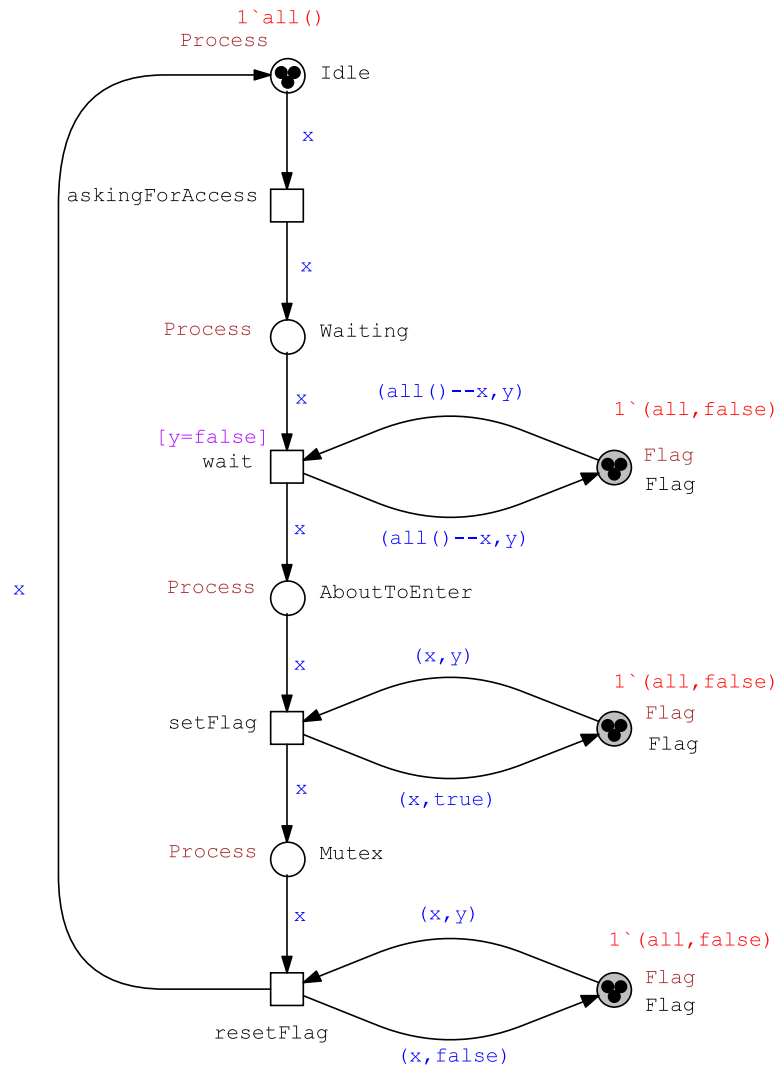 1`all()
Process
Idle
x
askingForAccess
x
Process
Waiting
(all()--x,y)
x
1`(all,false)
[y=false]
wait
Flag
Flag
x
(all()--x,y)
Process
AboutToEnter
x
(x,y)
x
1`(all,false)
setFlag
Flag
Flag
x
(x,true)
Process
Mutex
x
(x,y)
1`(all,false)
Flag
Flag
resetFlag
(x,false)